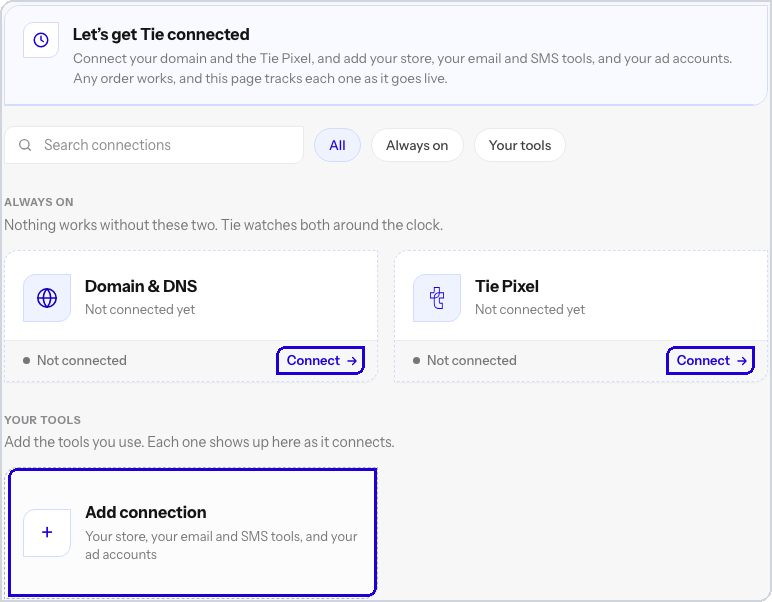 Let's get Tie connected
Connect your domain and the Tie Pixel, and add your store, your email and SMS tools, and your ad accounts.
Any order works, and this page tracks each one as it goes live.
Search connections
All
Always on
Your tools
ALWAYS ON
Nothing works without these two. Tie watches both around the clock.
Domain & DNS
Not connected yet
Not connected
Connect →
Tie Pixel
Not connected yet
Not connected
Connect →
YOUR TOOLS
Add the tools you use. Each one shows up here as it connects.
Add connection
Your store, your email and SMS tools, and your
ad accounts